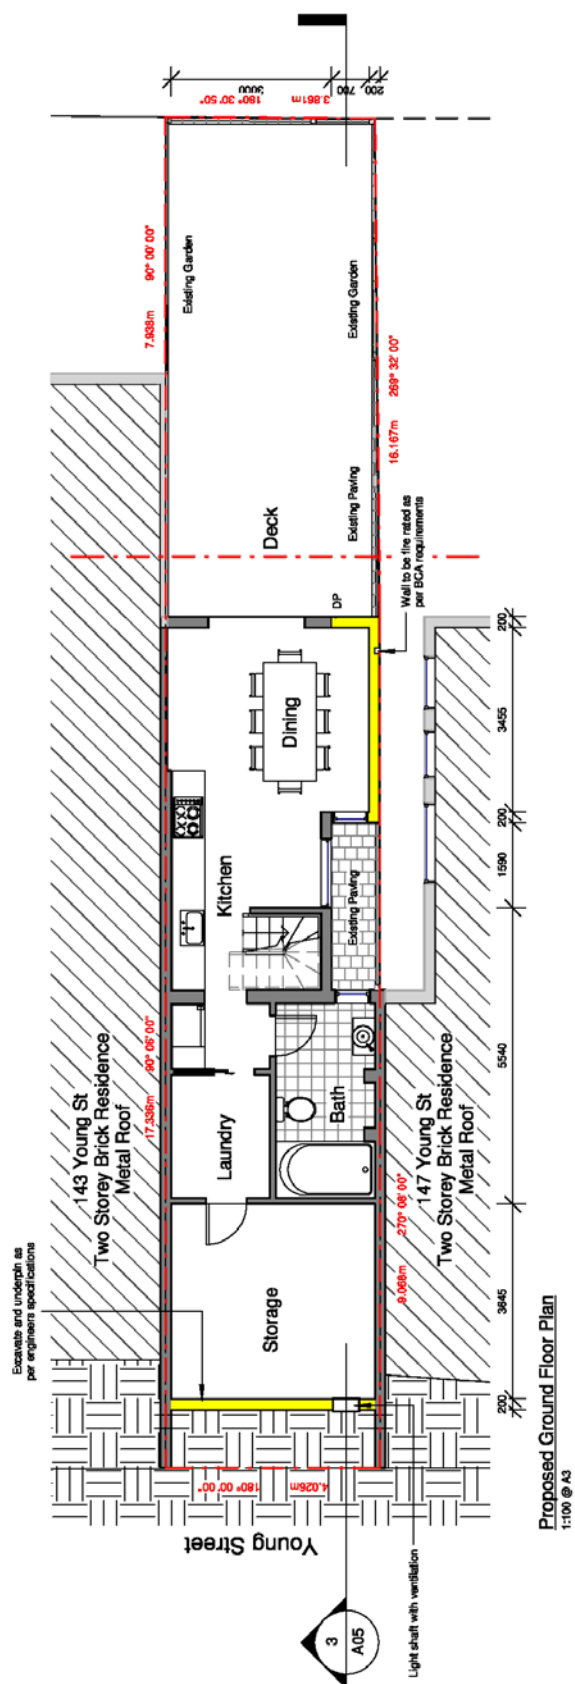 200
700
3000
3.861m 180° 30' 50"
7.938m 90° 00' 00"
Existing Garden
Existing Garden
16.167m 269° 32' 00"
Existing Paving
Deck
DP
Wall to be fire rated as
per BCA requirements
200
3455
200
1590
5540
3645
200
Dining
Kitchen
Existing Paving
Bath
Laundry
Storage
17.336m 90° 06' 00"
143 Young St
Two Storey Brick Residence
Metal Roof
147 Young St
Two Storey Brick Residence
Metal Roof
9.068m 270° 08' 00"
Excavate and underpin as
per engineers specifications
4.026m 180° 00' 00"
Young Street
Light shaft with ventilation
3
A05
Proposed Ground Floor Plan
1:100 @ A3